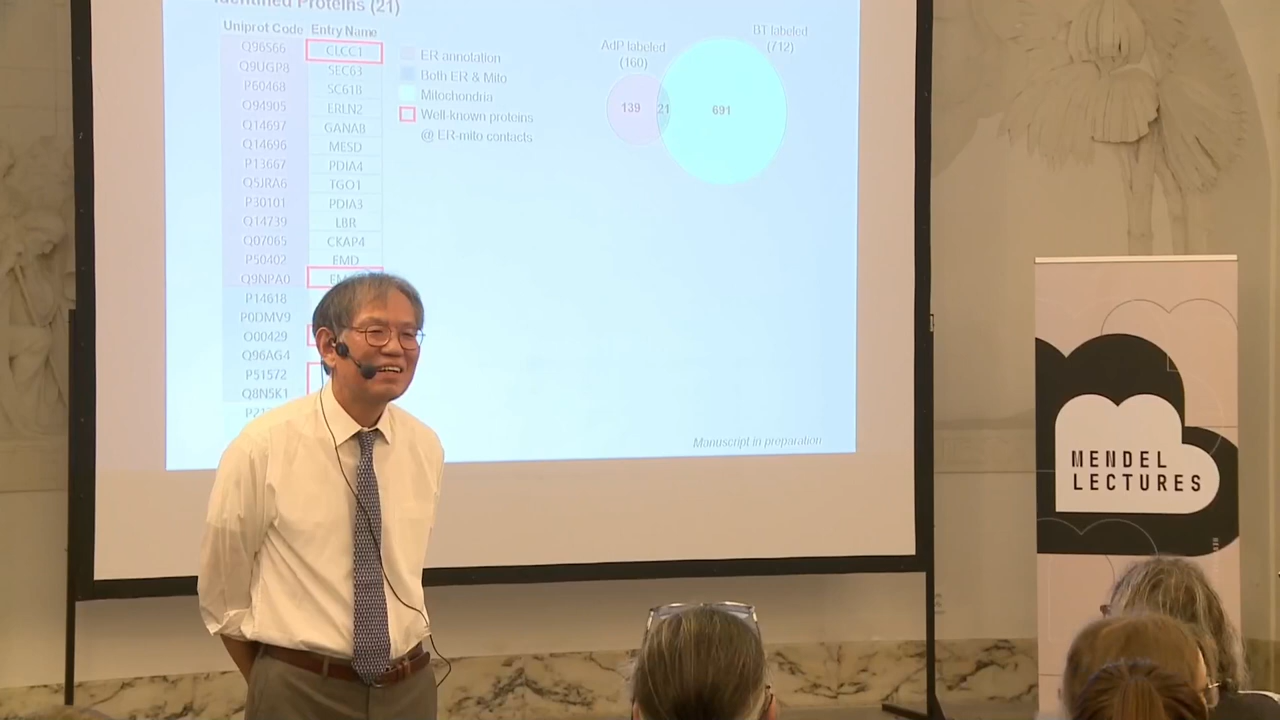 Identified Proteins (21)
Uniprot Code Entry Name
Q96S66 CLCC1
Q9UGP8 SEC63
P60468 SC61B
O94905 ERLN2
Q14697 GANAB
Q14696 MESD
P13667 PDIA4
Q5JRA6 TGO1
P30101 PDIA3
Q14739 LBR
Q07065 CKAP4
P50402 EMD
Q9NPA0
P14618
P0DMV9
O00429
Q96AG4
P51572
Q8N5K1
ER annotation
Both ER & Mito
Mitochondria
Well-known proteins
@ ER-mito contacts
AdP labeled
(160)
BT labeled
(712)
139 21 691
Manuscript in preparation
MENDEL
LECTURES